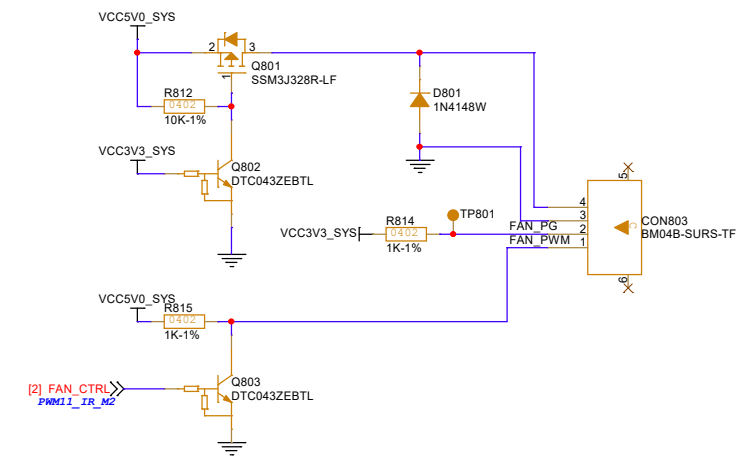 VCC5V0_SYS
2
3
Q801
SSM3J328R-LF
1
R812
0402
10K-1%
D801
1N4148W
VCC3V3_SYS
Q802
DTC043ZEBTL
TP801
R814
VCC3V3_SYS
0402
1K-1%
FAN_PG
FAN_PWM
4
3
2
1
5
6
C
CON803
BM04B-SURS-TF
VCC5V0_SYS
R815
0402
1K-1%
Q803
DTC043ZEBTL
[2] FAN_CTRL
PWM11_IR_M2